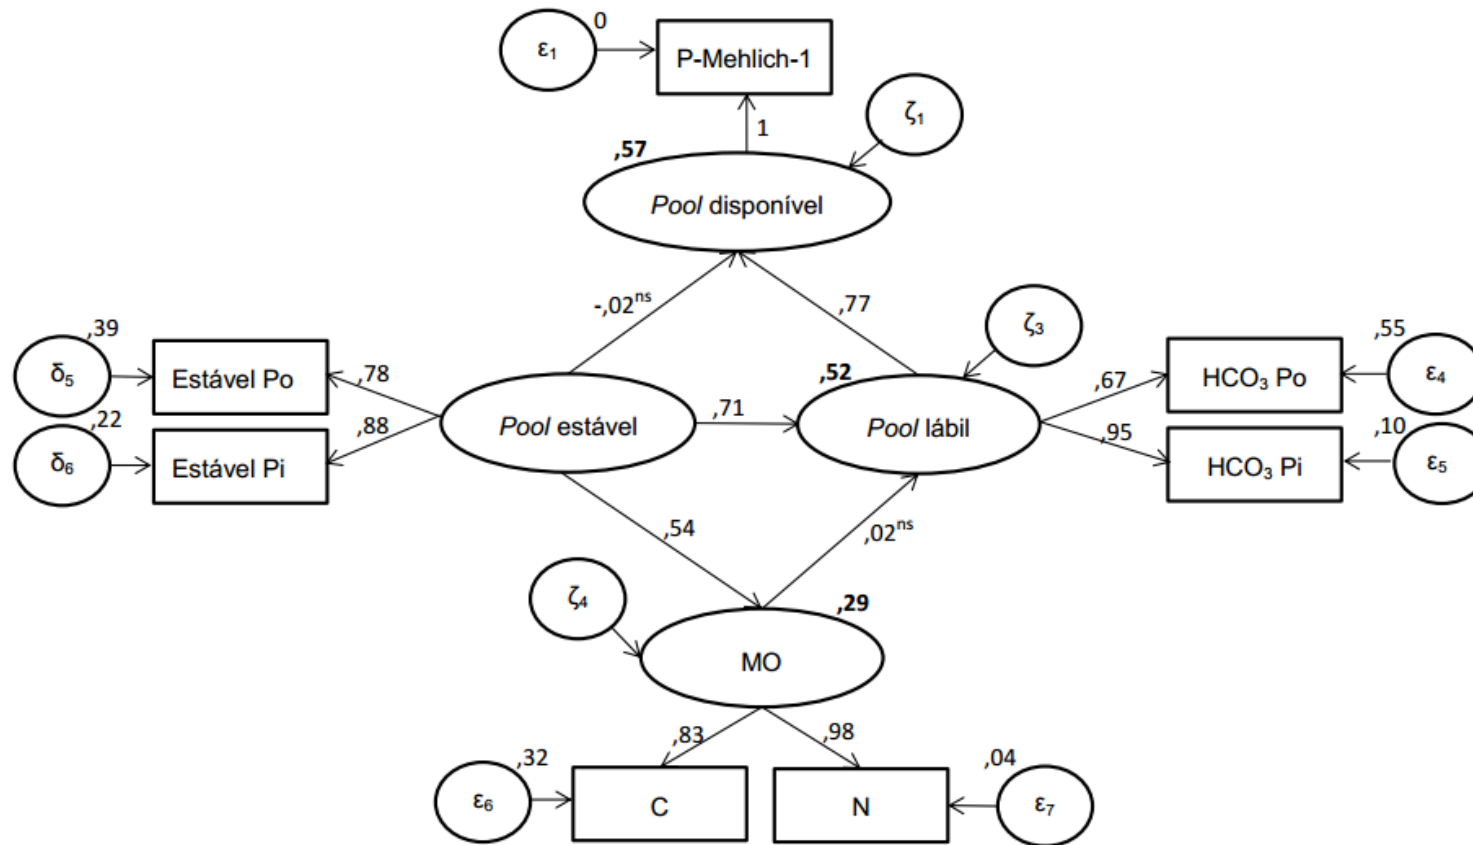 0
ε1
P-Mehlich-1
ζ1
1
,57
Pool disponível
-,02ns
,77
ζ3
,39
δ5
Estável Po
,78
,52
,55
HCO3 Po
ε4
,67
Pool estável
,71
Pool lábil
,22
δ6
Estável Pi
,88
,95
,10
HCO3 Pi
ε5
,54
,02ns
ζ4
,29
MO
,83
,98
,32
ε6
C
N
,04
ε7